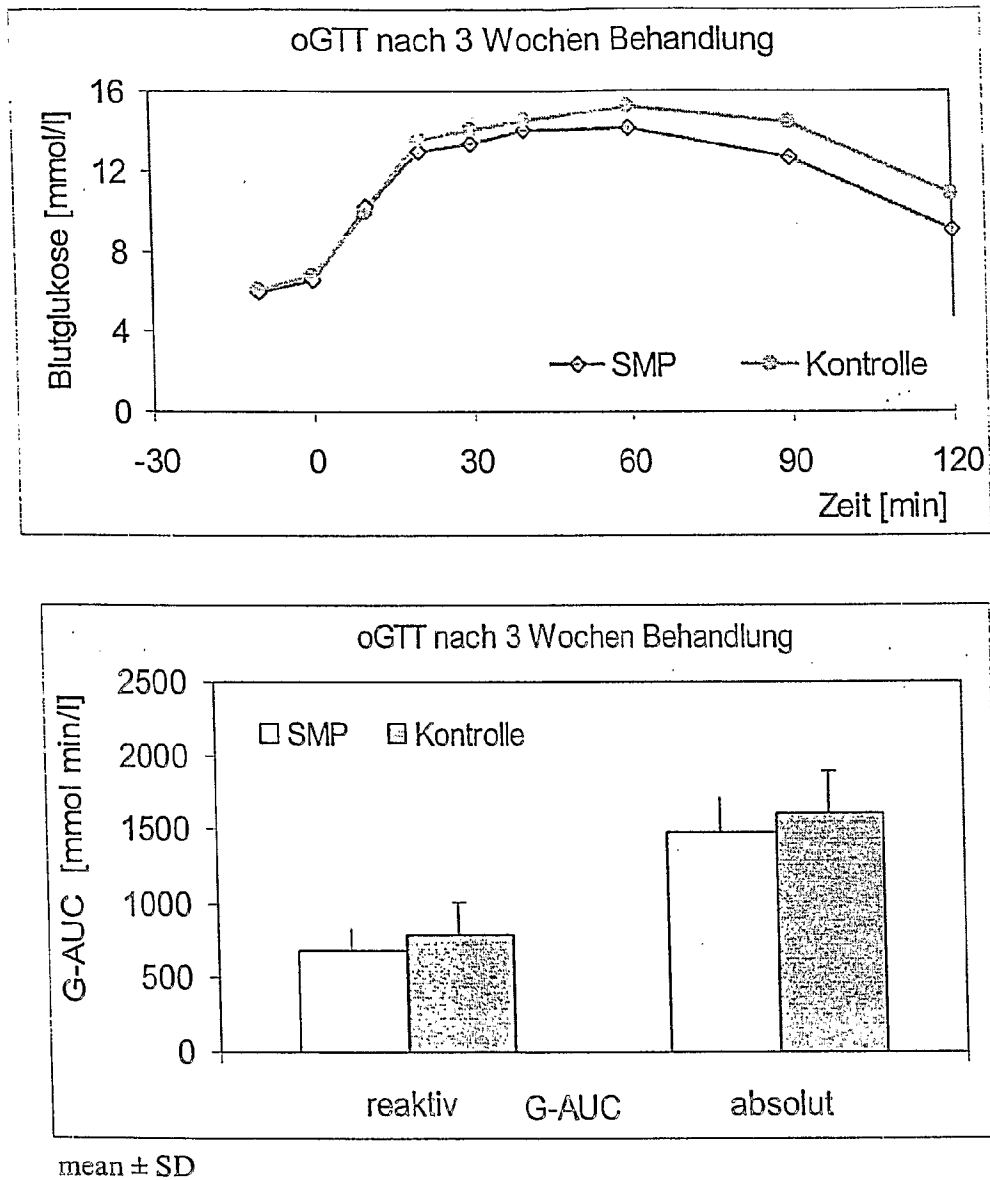 oGTT nach 3 Wochen Behandlung
Blutglukose [mmol/l]
16
12
8
4
0
SMP Kontrolle
-30 0 30 60 90 120
Zeit [min]
oGTT nach 3 Wochen Behandlung
G-AUC [mmol min/l]
2500
2000
1500
1000
500
0
SMP Kontrolle
reaktiv G-AUC absolut
mean ± SD